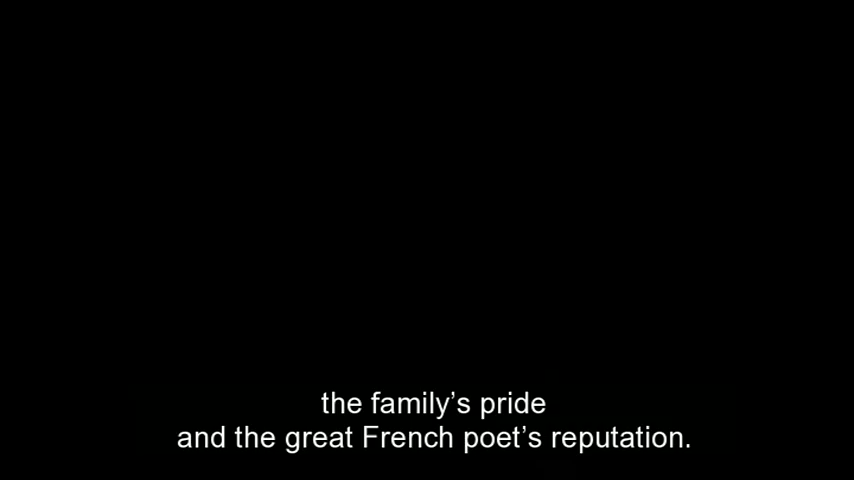 the family’s pride
and the great French poet’s reputation.